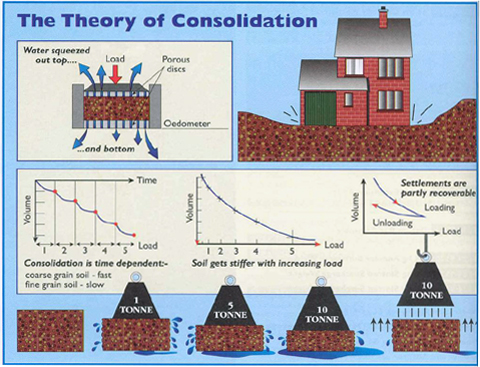 The Theory of Consolidation
Water squeezed
out top....
Load
Porous
discs
Oedometer
...and bottom
Time
Volume
1 2 3 4 5
Load
Consolidation is time dependent:-
coarse grain soil - fast
fine grain soil - slow
Volume
1 2 3 4 5
Load
Soil gets stiffer with increasing load
Settlements are
partly recoverable
Volume
Loading
Unloading
Load
1
TONNE
5
TONNE
10
TONNE
10
TONNE